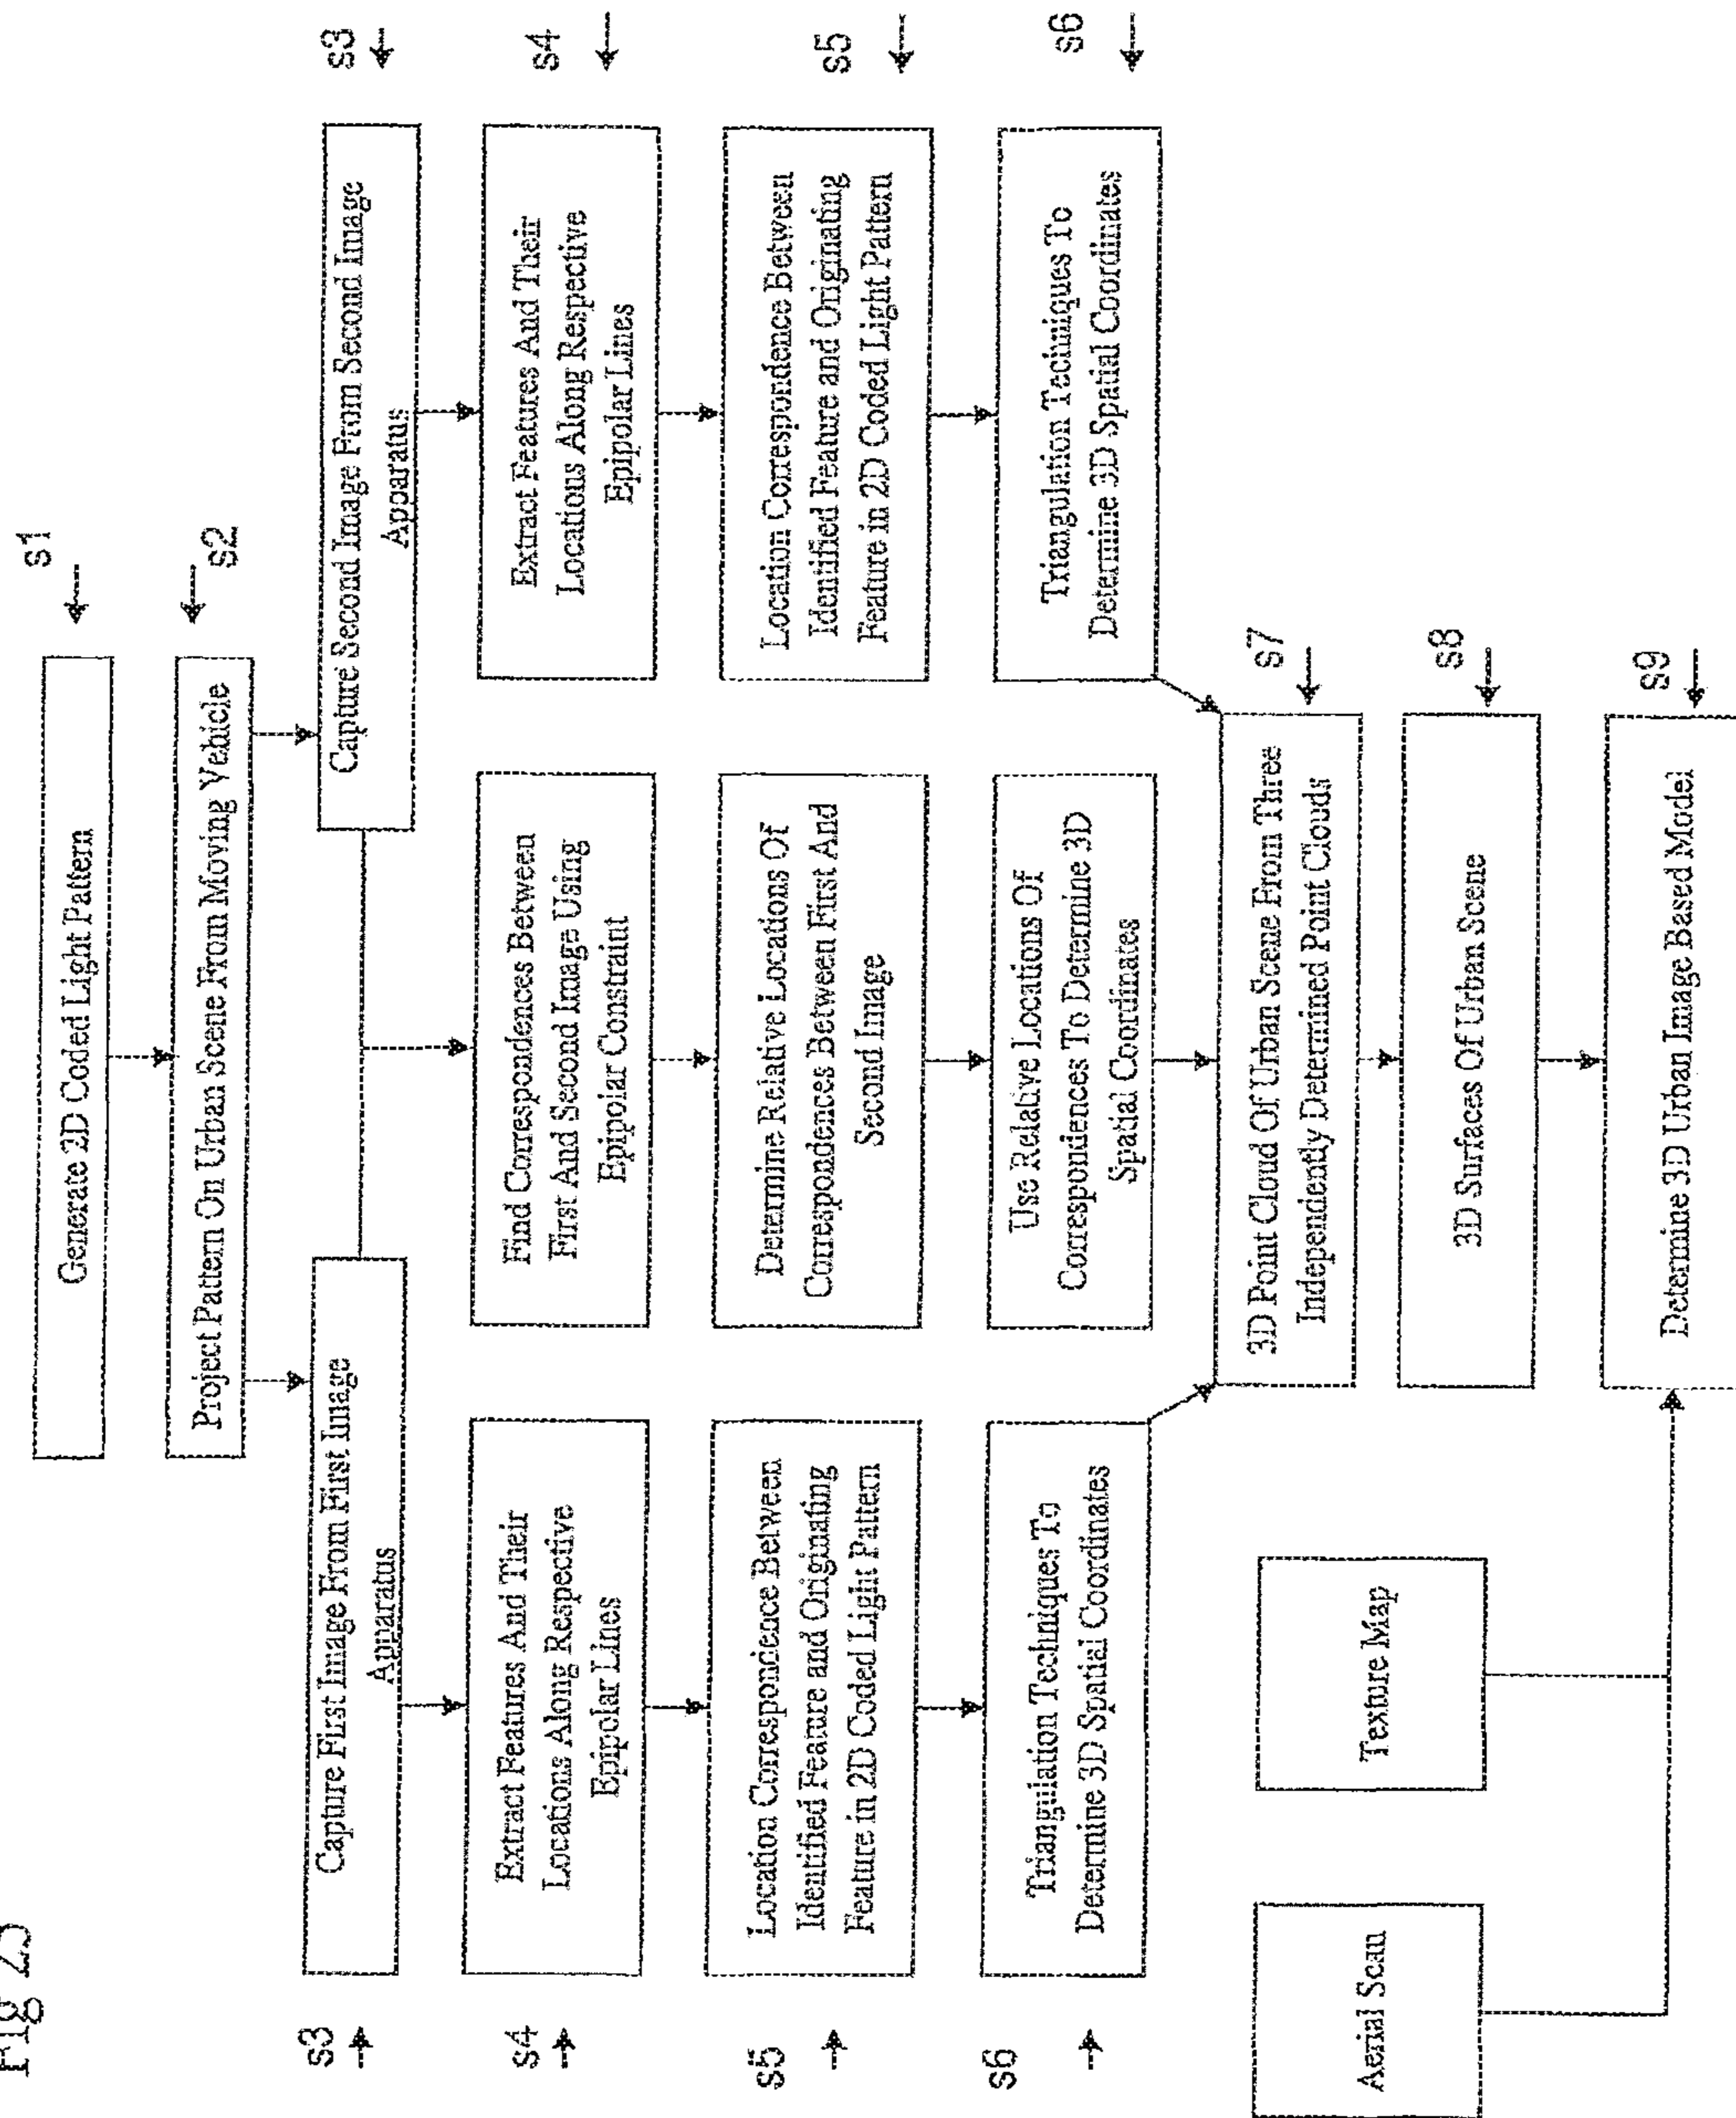 Fig 23
s1
Generate 2D Coded Light Pattern
s2
Project Pattern On Urban Scene From Moving Vehicle
s3
Capture First Image From First Image
Apparatus
Capture Second Image From Second Image
Apparatus
s3
s4
Extract Features And Their
Locations Along Respective
Epipolar Lines
Find Correspondences Between
First And Second Image Using
Epipolar Constraint
Extract Features And Their
Locations Along Respective
Epipolar Lines
s4
s5
Location Correspondence Between
Identified Feature and Originating
Feature in 2D Coded Light Pattern
Determine Relative Locations Of
Correspondences Between First And
Second Image
Location Correspondence Between
Identified Feature and Originating
Feature in 2D Coded Light Pattern
s5
s6
Triangulation Techniques To
Determine 3D Spatial Coordinates
Use Relative Locations Of
Correspondences To Determine 3D
Spatial Coordinates
Triangulation Techniques To
Determine 3D Spatial Coordinates
s6
3D Point Cloud Of Urban Scene From Three
Independently Determined Point Clouds
s7
3D Surfaces Of Urban Scene
s8
Aerial Scan
Texture Map
Determine 3D Urban Image Based Model
s9